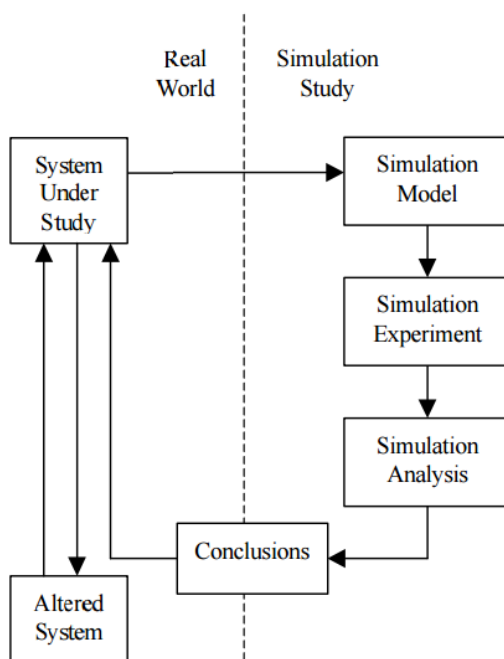 Real
World
Simulation
Study
System
Under
Study
Simulation
Model
Simulation
Experiment
Simulation
Analysis
Conclusions
Altered
System